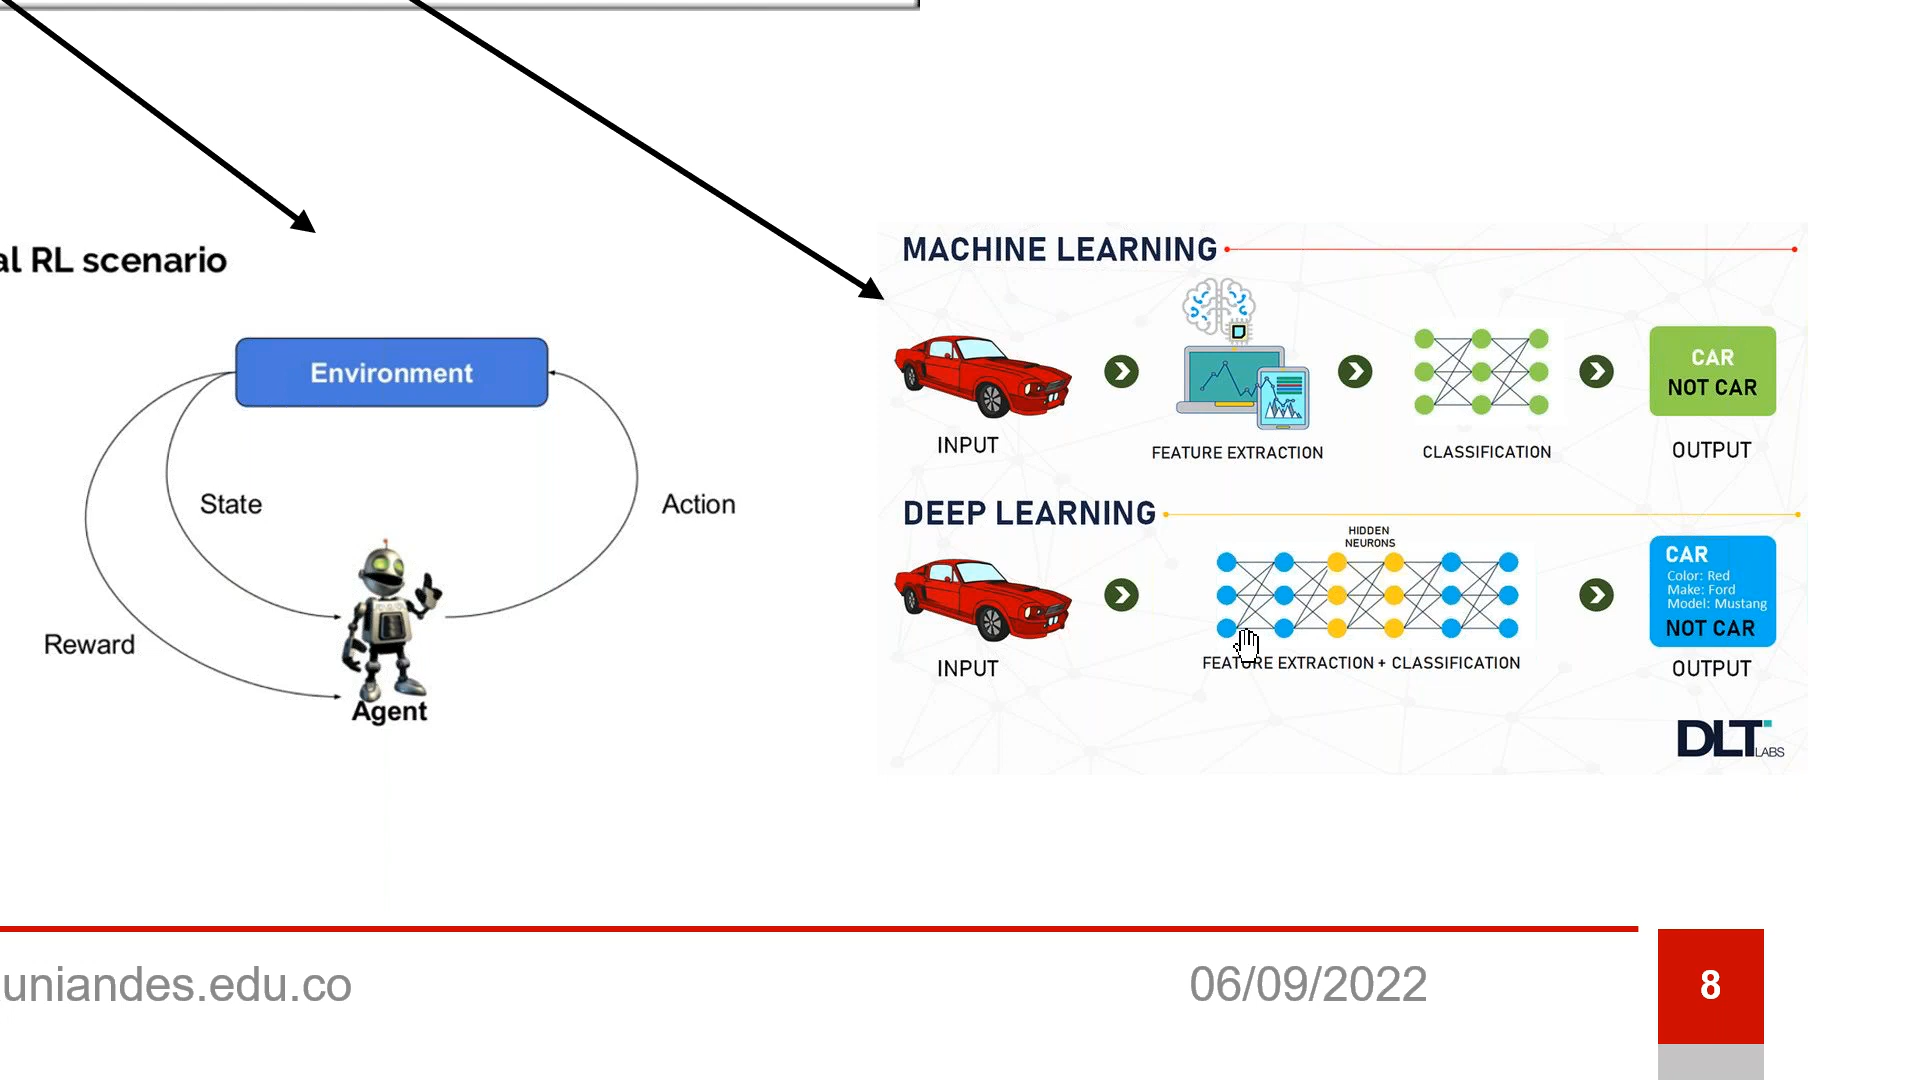 al RL scenario
Environment
State
Action
Reward
Agent
MACHINE LEARNING
INPUT
FEATURE EXTRACTION
CLASSIFICATION
CAR
NOT CAR
OUTPUT
DEEP LEARNING
HIDDEN
NEURONS
INPUT
FEATURE EXTRACTION + CLASSIFICATION
CAR
Color: Red
Make: Ford
Model: Mustang
NOT CAR
OUTPUT
DLT LABS
uniandes.edu.co
06/09/2022
8